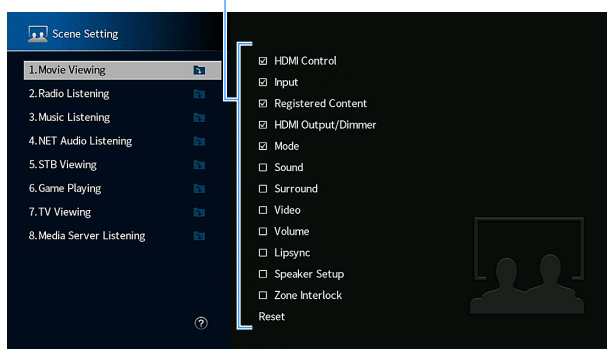 Scene Setting
1.Movie Viewing
2.Radio Listening
3.Music Listening
4.NET Audio Listening
5.STB Viewing
6.Game Playing
7.TV Viewing
8.Media Server Listening
?
HDMI Control
Input
Registered Content
HDMI Output/Dimmer
Mode
Sound
Surround
Video
Volume
Lipsync
Speaker Setup
Zone Interlock
Reset